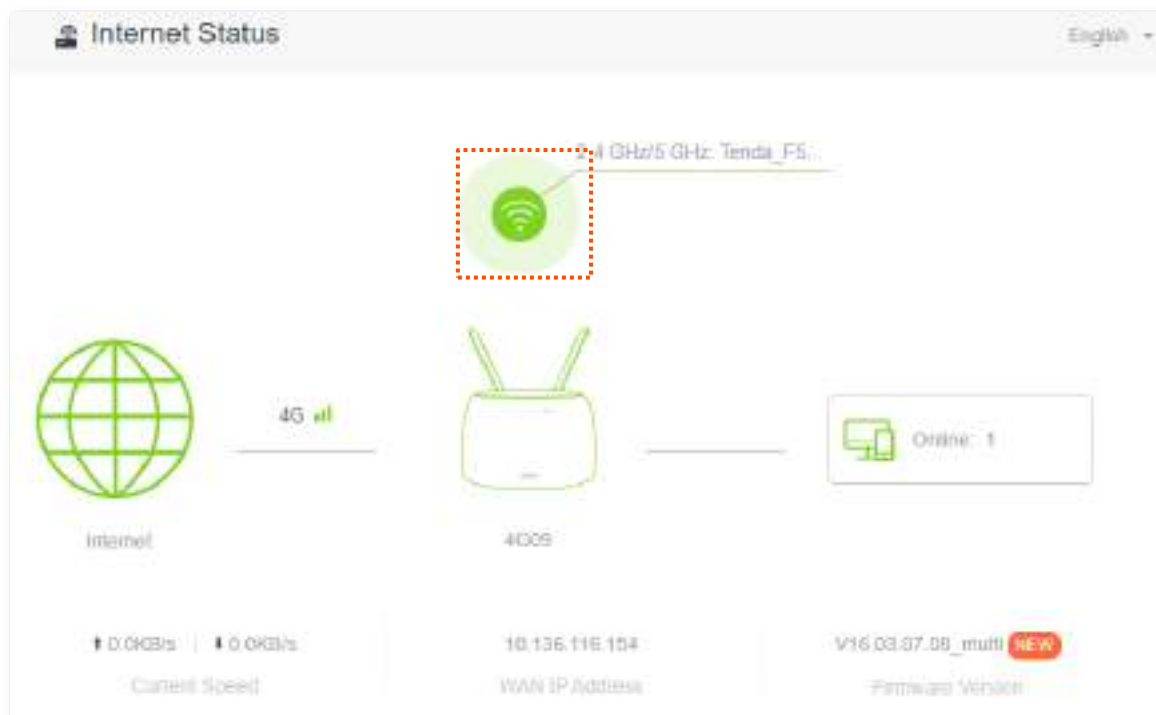 Internet Status
English
2.4 GHz/5 GHz: Tenda_F5...
4G
Online: 1
Internet
4G09
0.0KB/s | 0.0KB/s
10.136.116.154
V16.03.07.08_multi NEW
Current Speed
WAN IP Address
Firmware Version